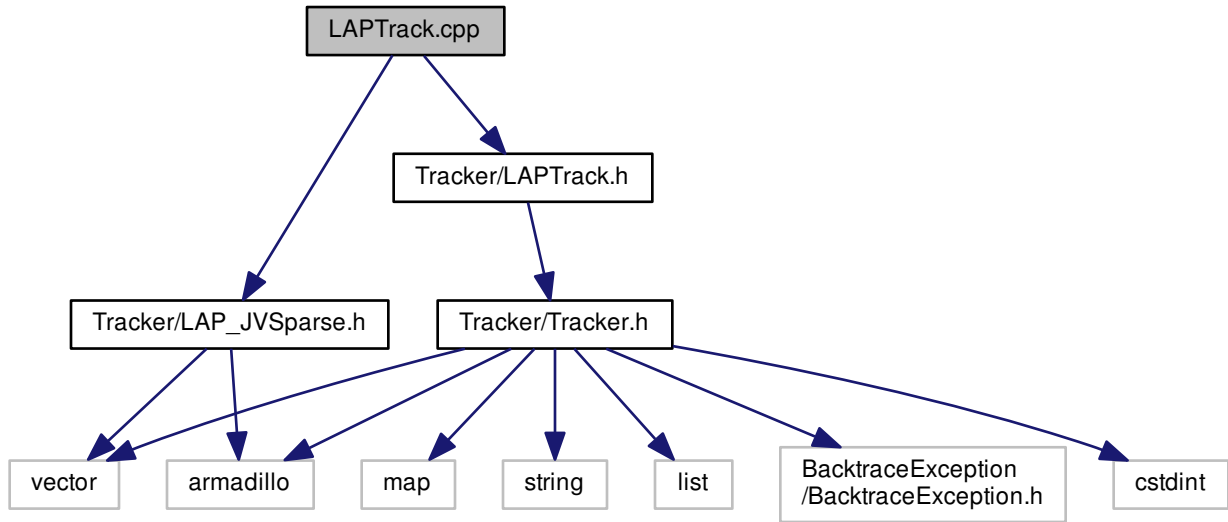 LAPTrack.cpp
Tracker/LAPTrack.h
Tracker/LAP_JVSparse.h
Tracker/Tracker.h
vector
armadillo
map
string
list
BacktraceException
/BacktraceException.h
cstdint